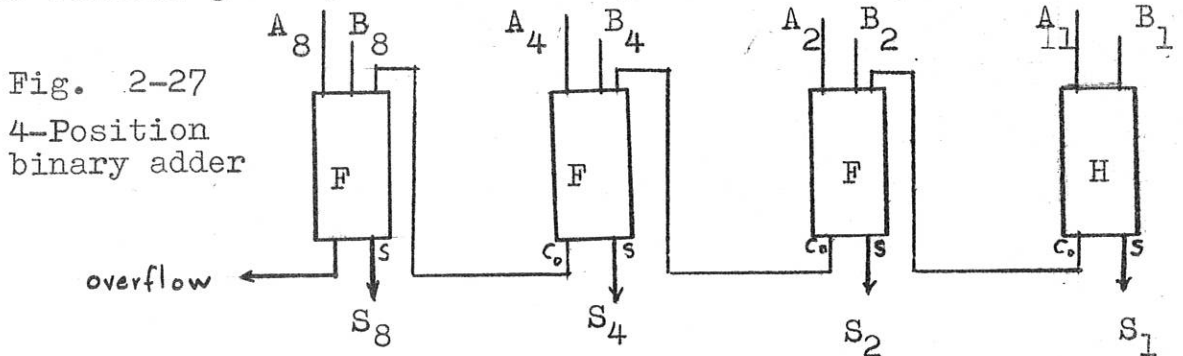 A8 B8 A4 B4 A2 B2 A11 B1
Fig. 2-27
4-Position
binary adder
F F F H
S Co S Co S Co S
overflow
S8 S4 S2 S1